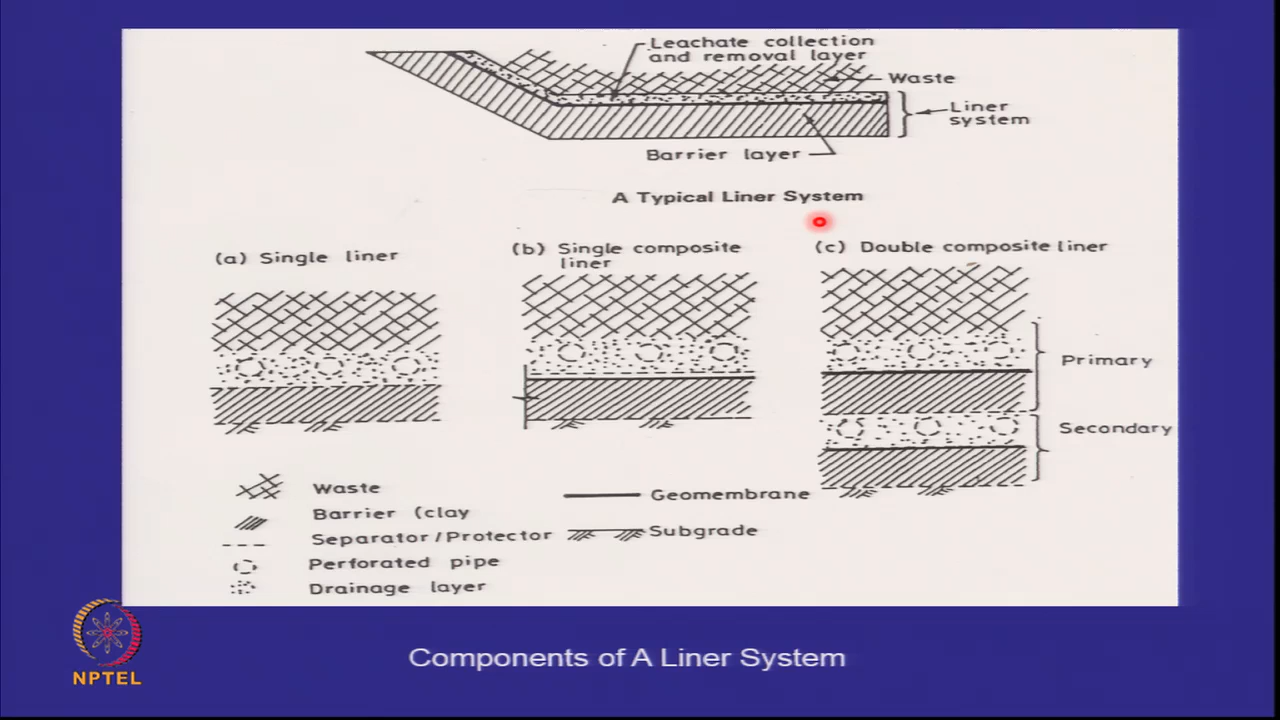 Leachate collection
and removal layer
Waste
Liner
system
Barrier layer
A Typical Liner System
(a) Single liner
(b) Single composite
liner
(c) Double composite liner
Primary
Secondary
Waste
Barrier (clay
Separator/Protector
Perforated pipe
Drainage layer
Geomembrane
Subgrade
NPTEL
Components of A Liner System